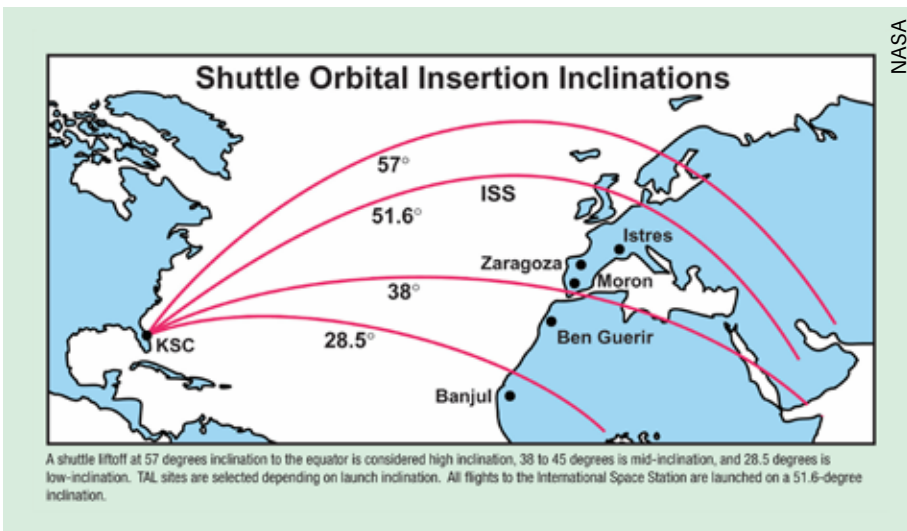 NASA
Shuttle Orbital Insertion Inclinations
57°
ISS
51.6°
Istres
Zaragoza
Moron
38°
KSC
28.5°
Ben Guerir
Banjul
A shuttle liftoff at 57 degrees inclination to the equator is considered high inclination, 38 to 45 degrees is mid-inclination, and 28.5 degrees is
low-inclination. TAL sites are selected depending on launch inclination. All flights to the International Space Station are launched on a 51.6-degree
inclination.